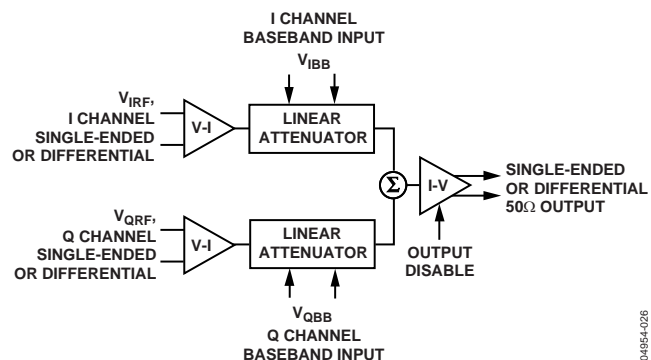 I CHANNEL
BASEBAND INPUT
VIBB
VIRF,
I CHANNEL
SINGLE-ENDED
OR DIFFERENTIAL
V-I
LINEAR
ATTENUATOR
Σ
I-V
SINGLE-ENDED
OR DIFFERENTIAL
50Ω OUTPUT
VQRF,
Q CHANNEL
SINGLE-ENDED
OR DIFFERENTIAL
V-I
LINEAR
ATTENUATOR
OUTPUT
DISABLE
VQBB
Q CHANNEL
BASEBAND INPUT
04954-026